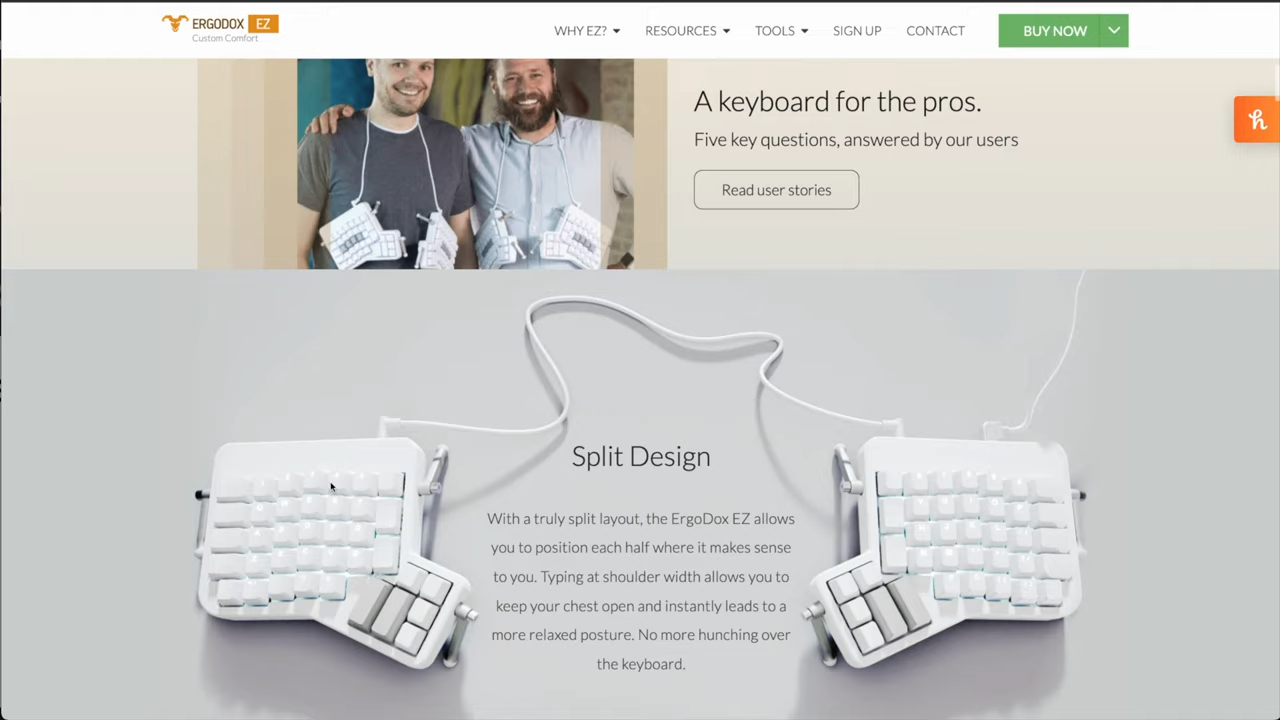 ERGODOX EZ
Custom Comfort
WHY EZ?
RESOURCES
TOOLS
SIGN UP
CONTACT
BUY NOW
A keyboard for the pros.
Five key questions, answered by our users
Read user stories
h
Split Design
With a truly split layout, the ErgoDox EZ allows
you to position each half where it makes sense
to you. Typing at shoulder width allows you to
keep your chest open and instantly leads to a
more relaxed posture. No more hunching over
the keyboard.